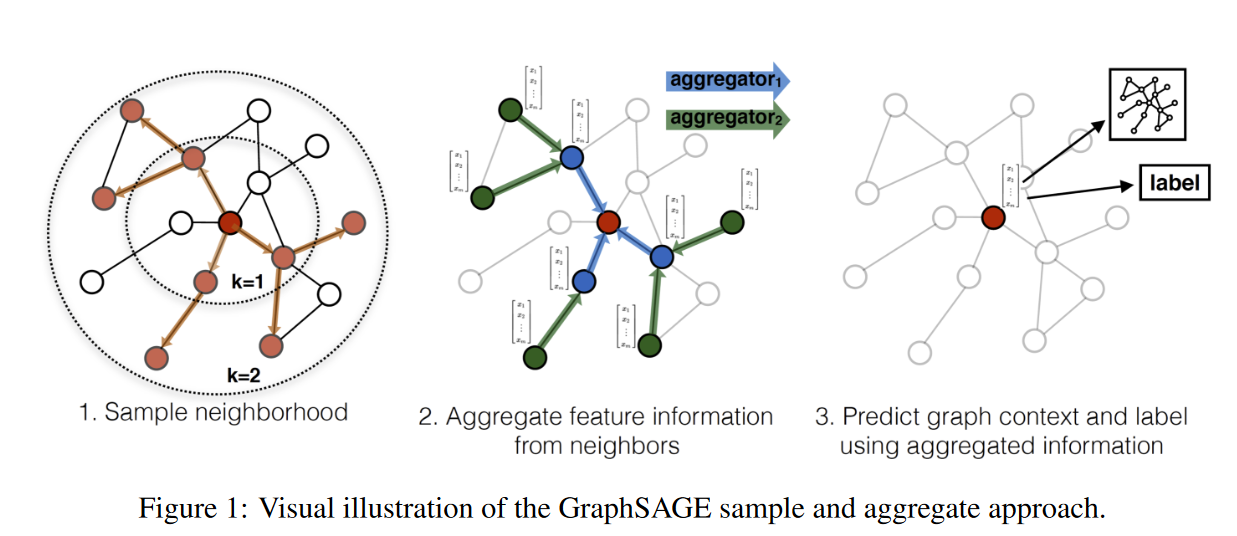 aggregator1
aggregator2
label
k=1
k=2
1. Sample neighborhood
2. Aggregate feature information
from neighbors
3. Predict graph context and label
using aggregated information
Figure 1: Visual illustration of the GraphSAGE sample and aggregate approach.